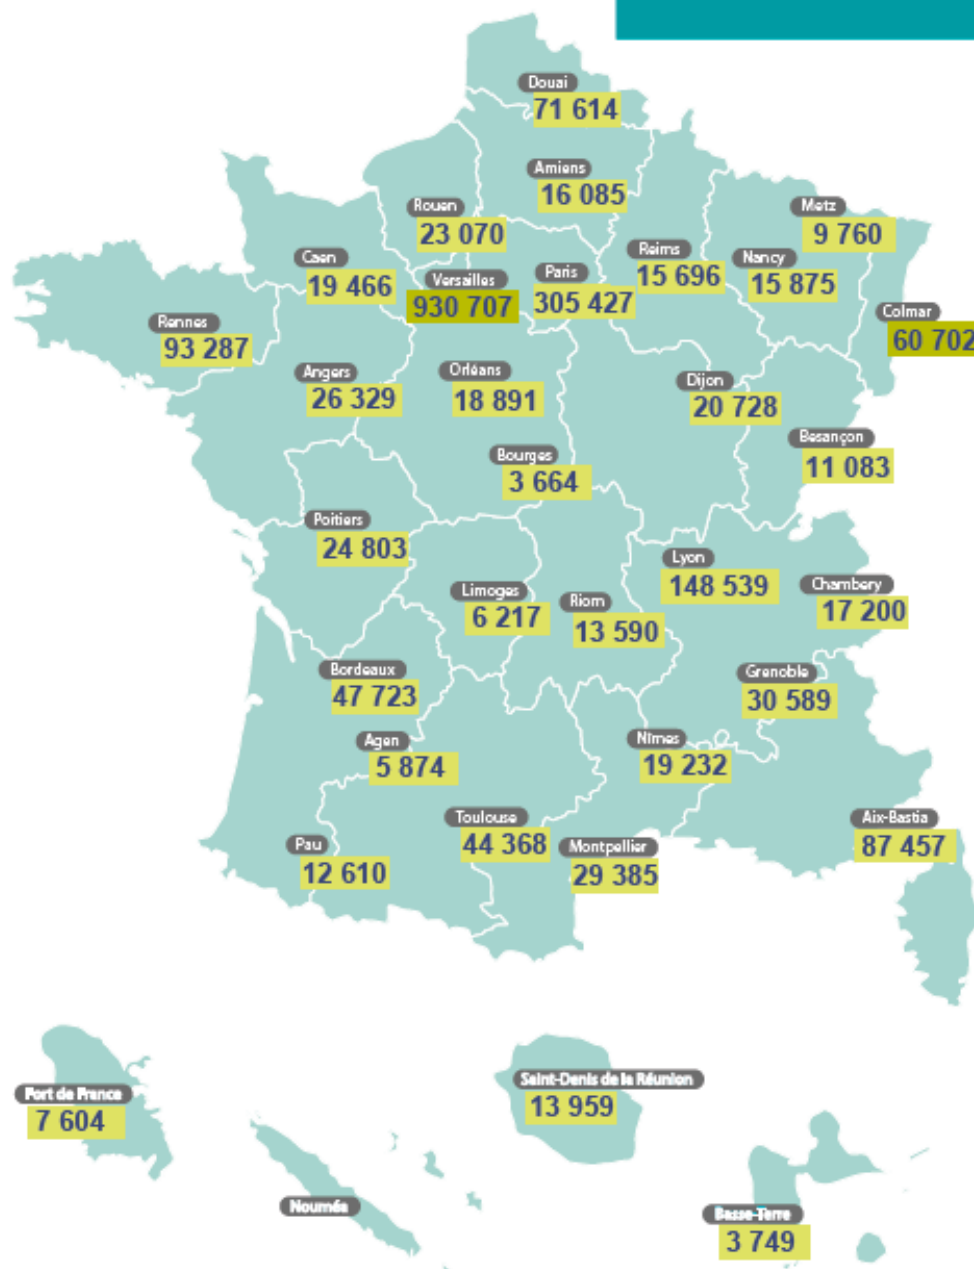 Douai
71 614
Amiens
16 085
Rouen
23 070
Metz
9 760
Caen
19 466
Versailles
930 707
Paris
305 427
Reims
15 696
Nancy
15 875
Colmar
60 702
Rennes
93 287
Angers
26 329
Orléans
18 891
Dijon
20 728
Besançon
11 083
Bourges
3 664
Poitiers
24 803
Lyon
148 539
Chambery
17 200
Limoges
6 217
Riom
13 590
Bordeaux
47 723
Grenoble
30 589
Agen
5 874
Nîmes
19 232
Toulouse
44 368
Montpellier
29 385
Aix-Bastia
87 457
Pau
12 610
Fort de France
7 604
Saint-Denis de la Réunion
13 959
Nouméa
Basse-Terre
3 749